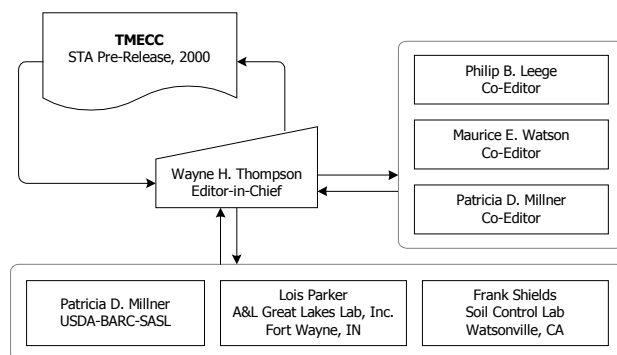 TMECC
STA Pre-Release, 2000
Philip B. Leege
Co-Editor
Maurice E. Watson
Co-Editor
Wayne H. Thompson
Editor-in-Chief
Patricia D. Millner
Co-Editor
Patricia D. Millner
USDA-BARC-SASL
Lois Parker
A&L Great Lakes Lab, Inc.
Fort Wayne, IN
Frank Shields
Soil Control Lab
Watsonville, CA